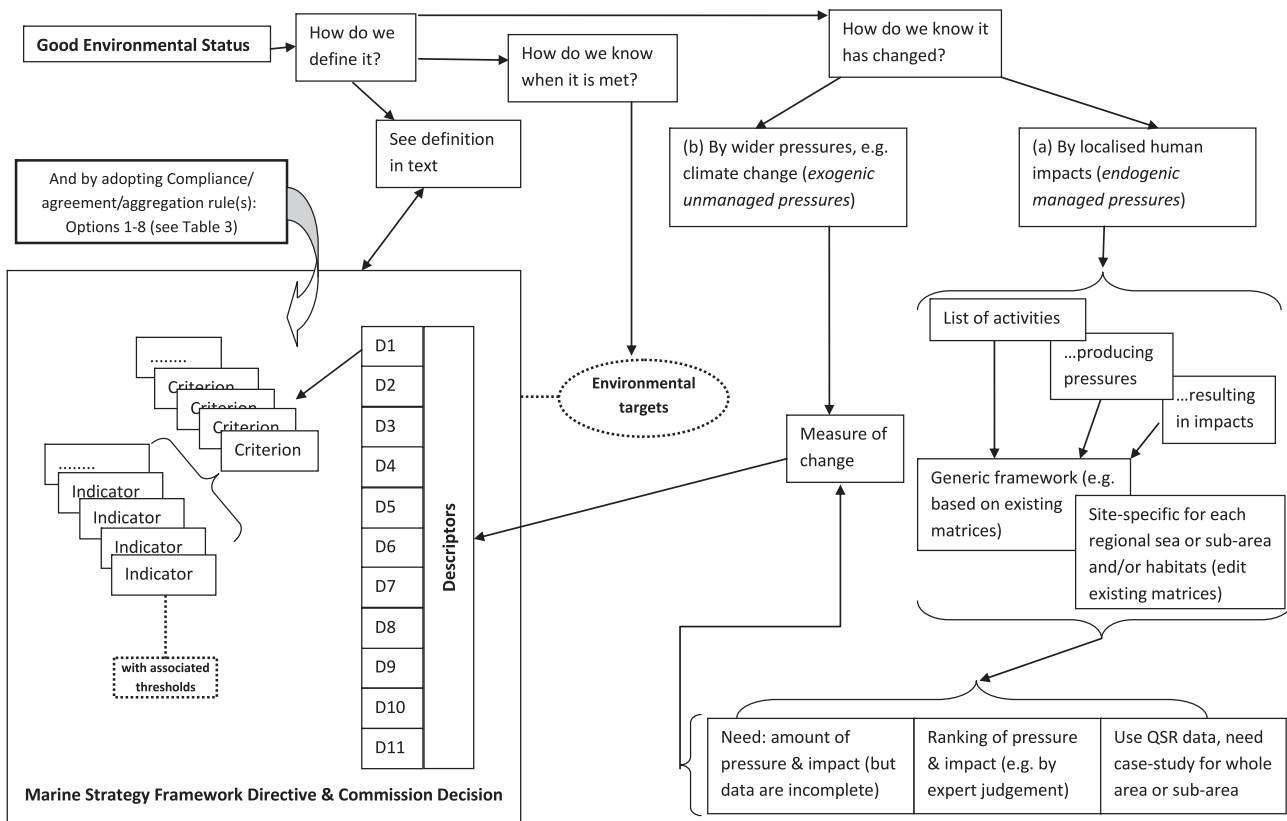 Good Environmental Status
How do we
define it?
How do we know
when it is met?
How do we know it
has changed?
See definition
in text
(b) By wider pressures, e.g.
climate change (exogenic
unmanaged pressures)
(a) By localised human
impacts (endogenic
managed pressures)
And by adopting Compliance/
agreement/aggregation rule(s):
Options 1-8 (see Table 3)
List of activities
…producing
pressures
…resulting
in impacts
Environmental
targets
Measure of
change
Generic framework (e.g.
based on existing
matrices)
Site-specific for each
regional sea or sub-area
and/or habitats (edit
existing matrices)
........
Criterion
Criterion
Criterion
Criterion
........
Indicator
Indicator
Indicator
Indicator
with associated
thresholds
D1
D2
D3
D4
D5
D6
D7
D8
D9
D10
D11
Descriptors
Marine Strategy Framework Directive & Commission Decision
Need: amount of
pressure & impact (but
data are incomplete)
Ranking of pressure
& impact (e.g. by
expert judgement)
Use QSR data, need
case-study for whole
area or sub-area